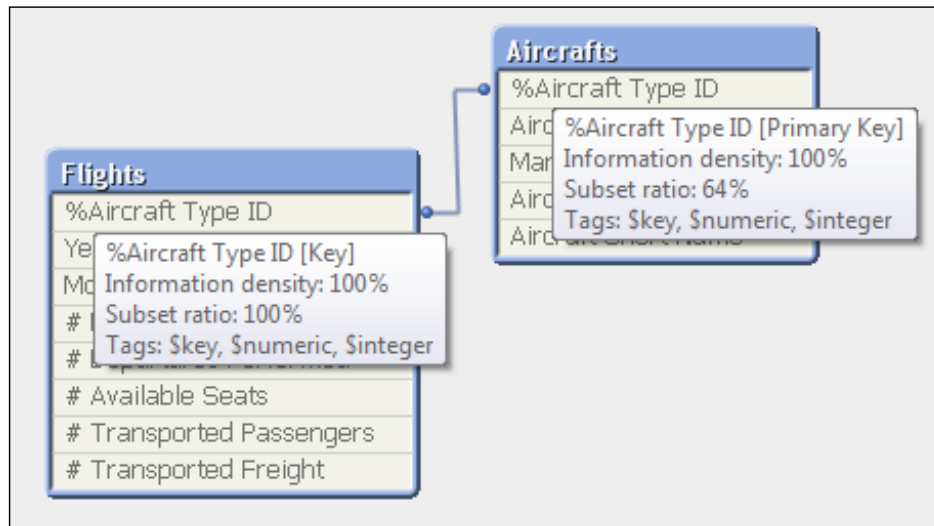 Aircrafts
%Aircraft Type ID
%Aircraft Type ID [Primary Key]
Information density: 100%
Subset ratio: 64%
Tags: $key, $numeric, $integer
Flights
%Aircraft Type ID
%Aircraft Type ID [Key]
Information density: 100%
Subset ratio: 100%
Tags: $key, $numeric, $integer
# Available Seats
# Transported Passengers
# Transported Freight